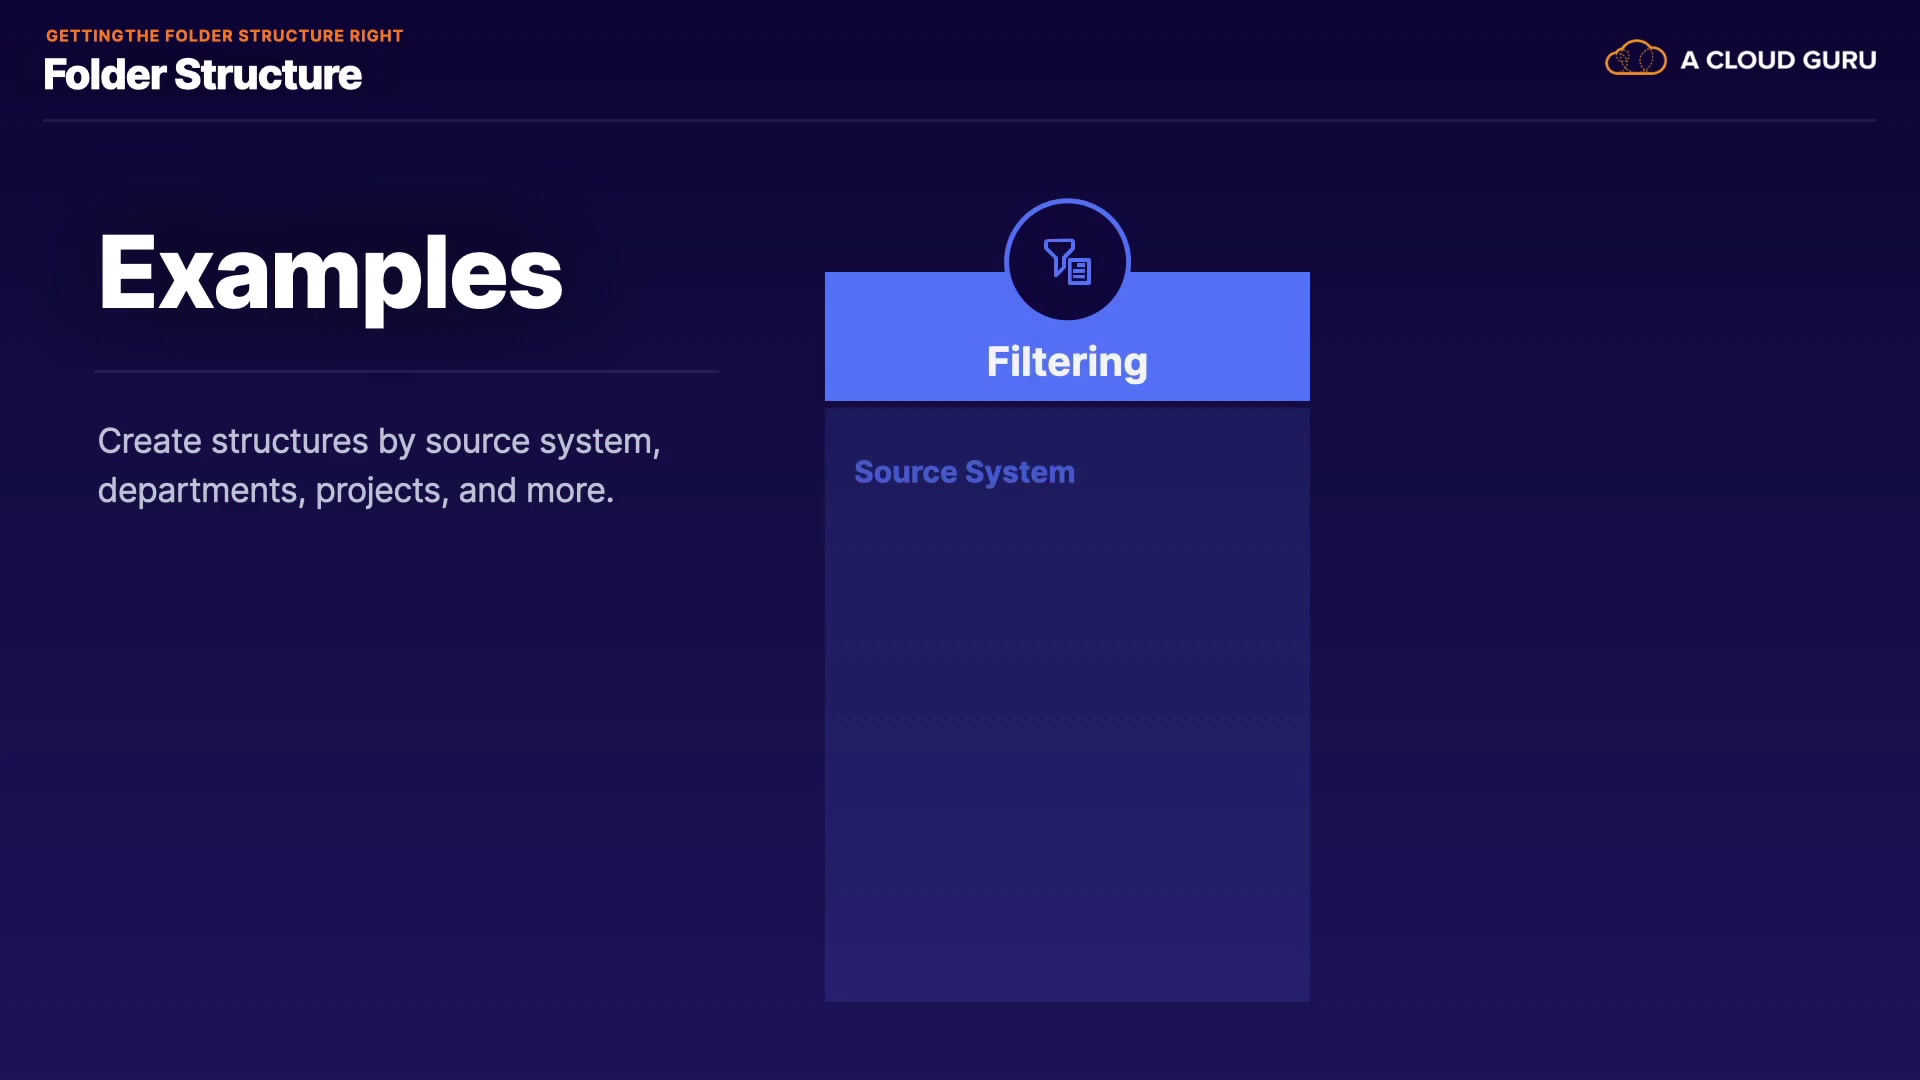 GETTINGTHE FOLDER STRUCTURE RIGHT
Folder Structure
A CLOUD GURU
Examples
Create structures by source system,
departments, projects, and more.
Filtering
Source System